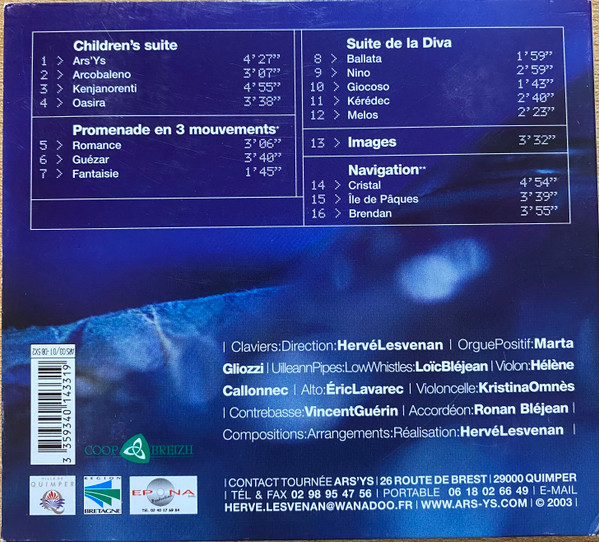 Children's suite
1 > Ars'Ys 4'27"
2 > Arcobaleno 3'07"
3 > Kenjanorenti 4'55"
4 > Oasira 3'38"
Promenade en 3 mouvements*
5 > Romance 3'06"
6 > Guézar 3'40"
7 > Fantaisie 1'45"
Suite de la Diva
8 > Ballata 1'59"
9 > Nino 2'59"
10 > Giocoso 1'43"
11 > Kérédec 2'40"
12 > Melos 2'23"
13 > Images 3'32"
Navigation**
14 > Cristal 4'54"
15 > Île de Pâques 3'39"
16 > Brendan 3'55"
| Claviers:Direction:HervéLesvenan | OrguePositif:Marta
Gliozzi | UilleannPipes:LowWhistles:LoïcBléjean | Violon:Hélène
Callonnec | Alto:ÉricLavarec | Violoncelle:KristinaOmnès
| Contrebasse:VincentGuérin | Accordéon:Ronan Bléjean |
Compositions:Arrangements:Réalisation:HervéLesvenan |
3 359340 143319
COOP BREIZH
QUIMPER
REGION
BRETAGNE
EPONA
| CONTACT TOURNÉE ARS'YS | 26 ROUTE DE BREST | 29000 QUIMPER
| TÉL & FAX 02 98 95 47 56 | PORTABLE 06 18 02 66 49 | E-MAIL
HERVE.LESVENAN@WANADOO.FR | WWW.ARS-YS.COM | © 2003 |